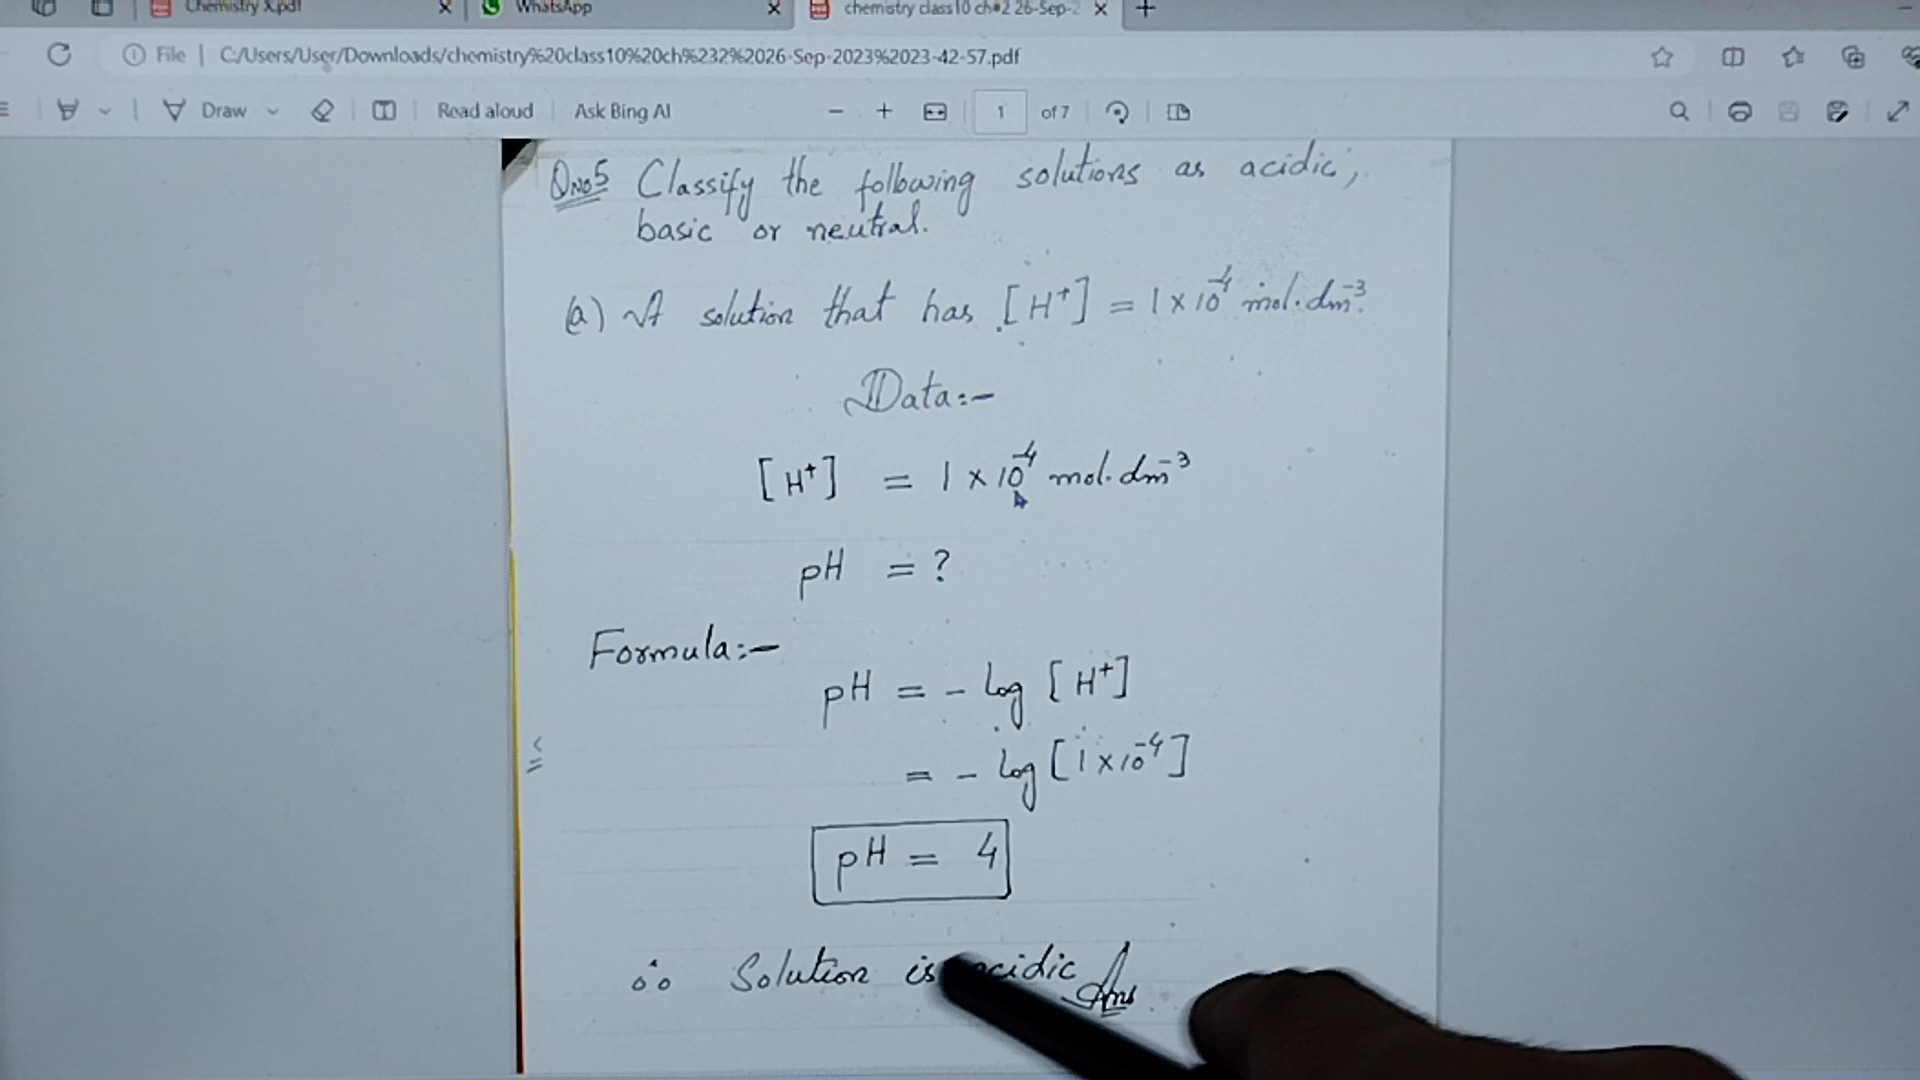 Chemistry X.pdf WhatsApp chemistry class10 ch#2 26-Sep-2
File | C:/Users/User/Downloads/chemistry%20class10%20ch%232%2026-Sep-2023%2023-42-57.pdf
Draw Read aloud Ask Bing AI 1 of 7
Q.No5 Classify the following solutions as acidic,
basic or neutral.
(a) A solution that has [H⁺] = 1 × 10⁻⁴ mol.dm⁻³.
Data:-
[H⁺] = 1 × 10⁻⁴ mol.dm⁻³
pH = ?
Formula:-
pH = - log [H⁺]
= - log [1 × 10⁻⁴]
pH = 4
∴ Solution is acidic Ans